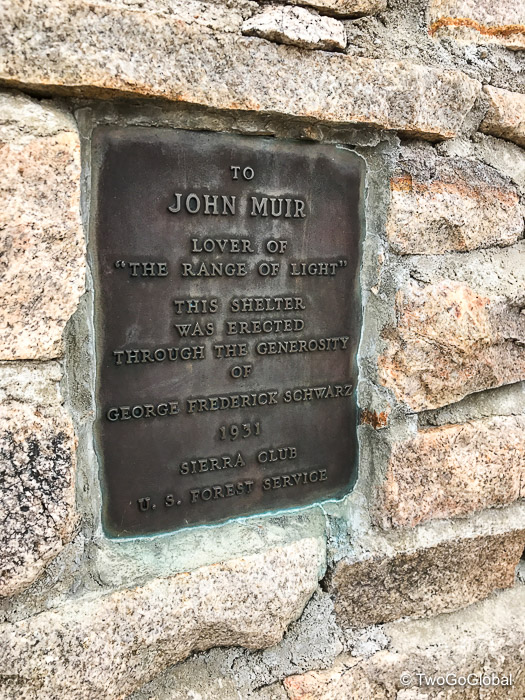 TO
JOHN MUIR
LOVER OF
"THE RANGE OF LIGHT"
THIS SHELTER
WAS ERECTED
THROUGH THE GENEROSITY
OF
GEORGE FREDERICK SCHWARZ
1931
SIERRA CLUB
U. S. FOREST SERVICE
©TwoGoGlobal